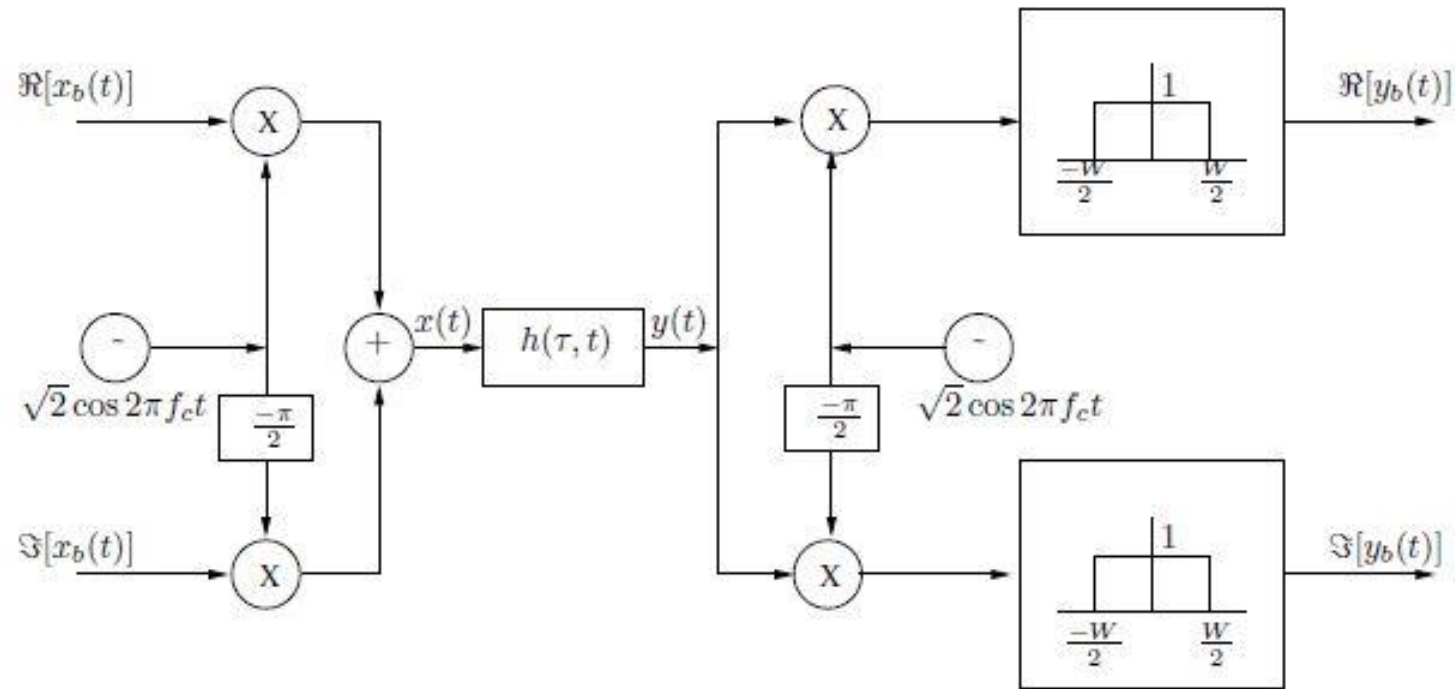 ℜ[x_b(t)]
X
X
1
-W/2
W/2
ℜ[y_b(t)]
-
√2 cos 2πf_c t
-π/2
+
x(t)
h(τ, t)
y(t)
-π/2
-
√2 cos 2πf_c t
ℑ[x_b(t)]
X
X
1
-W/2
W/2
ℑ[y_b(t)]